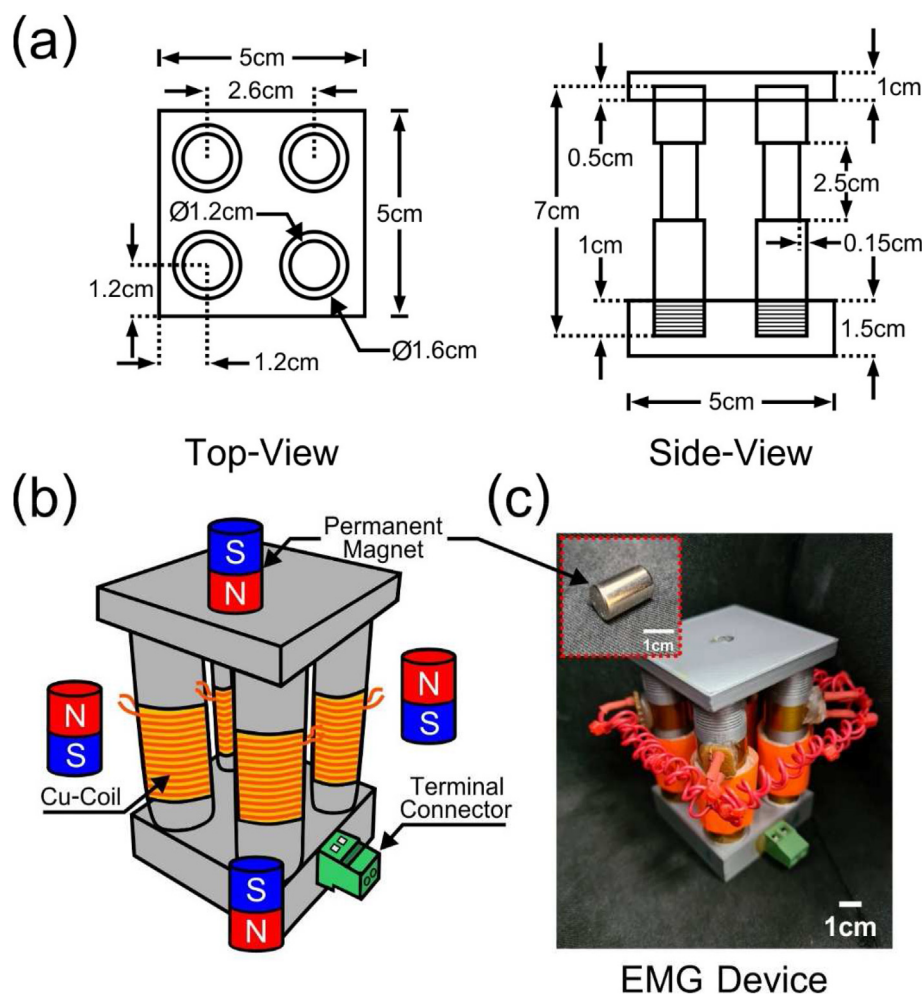 (a)
5cm
2.6cm
Ø1.2cm
5cm
1.2cm
1.2cm
Ø1.6cm
Top-View
1cm
0.5cm
2.5cm
7cm
0.15cm
1cm
1.5cm
5cm
Side-View
(b)
S
N
Permanent
Magnet
N
S
N
S
Cu-Coil
Terminal
Connector
S
N
(c)
1cm
1cm
EMG Device